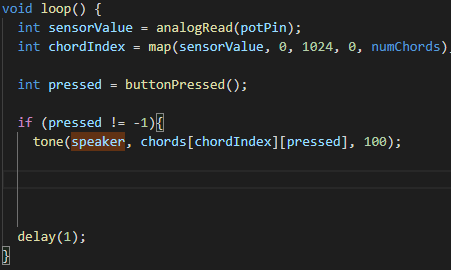 void loop() {
int sensorValue = analogRead(potPin);
int chordIndex = map(sensorValue, 0, 1024, 0, numChords)
int pressed = buttonPressed();
if (pressed != -1){
tone(speaker, chords[chordIndex][pressed], 100);
delay(1);
}